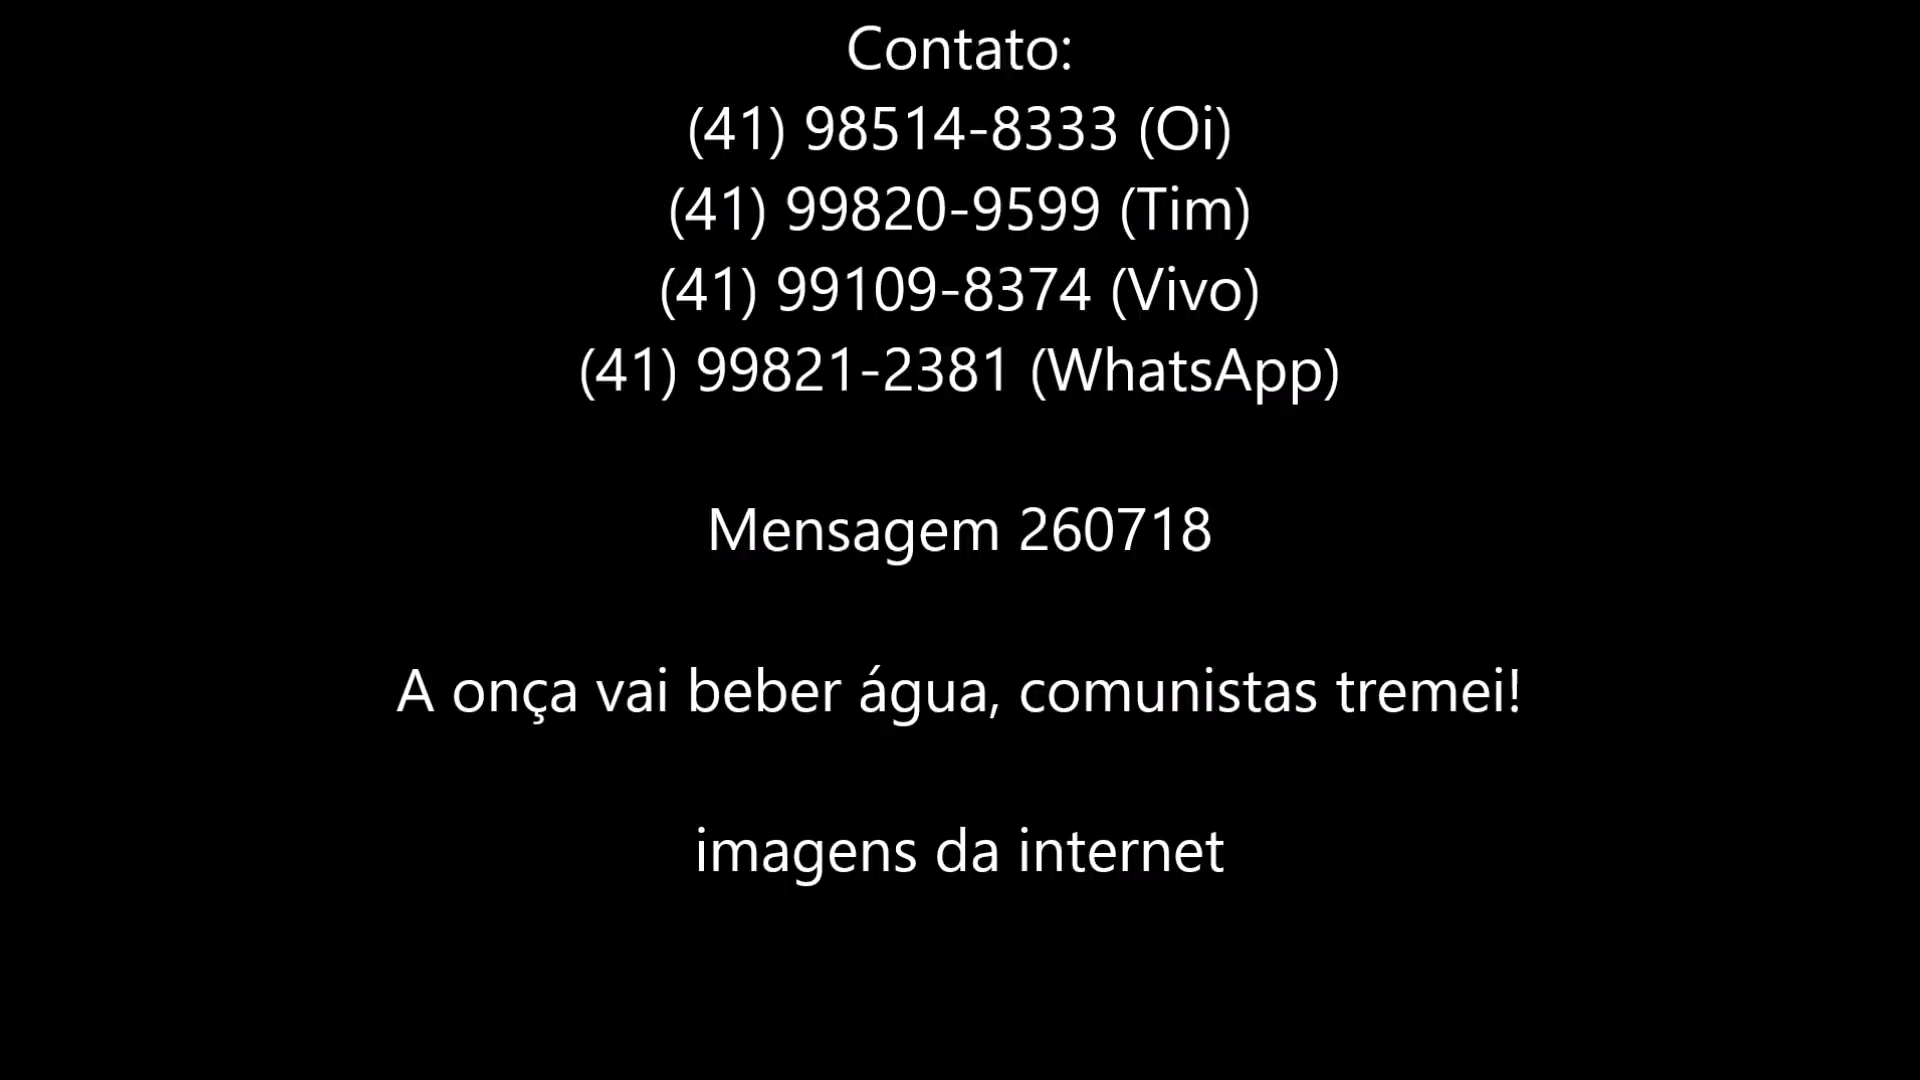 Contato:
(41) 98514-8333 (Oi)
(41) 99820-9599 (Tim)
(41) 99109-8374 (Vivo)
(41) 99821-2381 (WhatsApp)
Mensagem 260718
A onça vai beber água, comunistas tremei!
imagens da internet